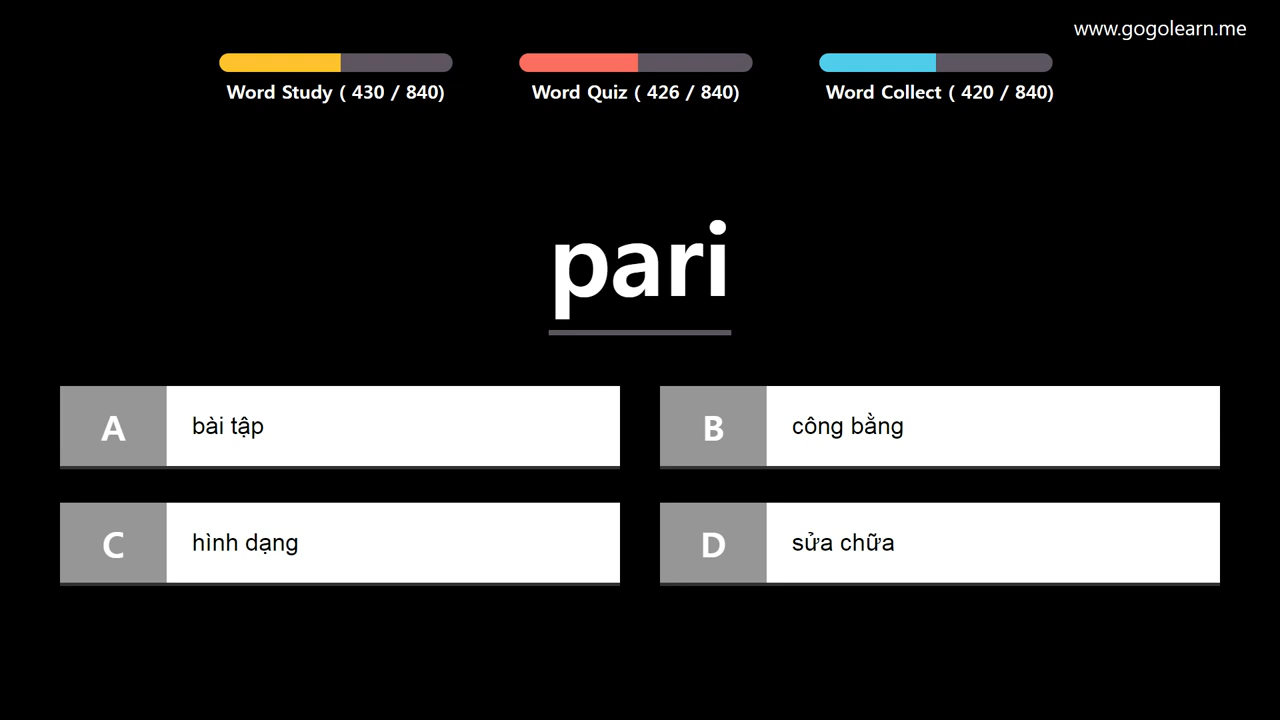 www.gogolearn.me
Word Study ( 430 / 840)
Word Quiz ( 426 / 840)
Word Collect ( 420 / 840)
pari
A bài tập
B công bằng
C hình dạng
D sửa chữa